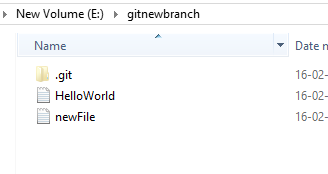 New Volume (E:) gitnewbranch
Name Date n
.git 16-02-
HelloWorld 16-02-
newFile 16-02-